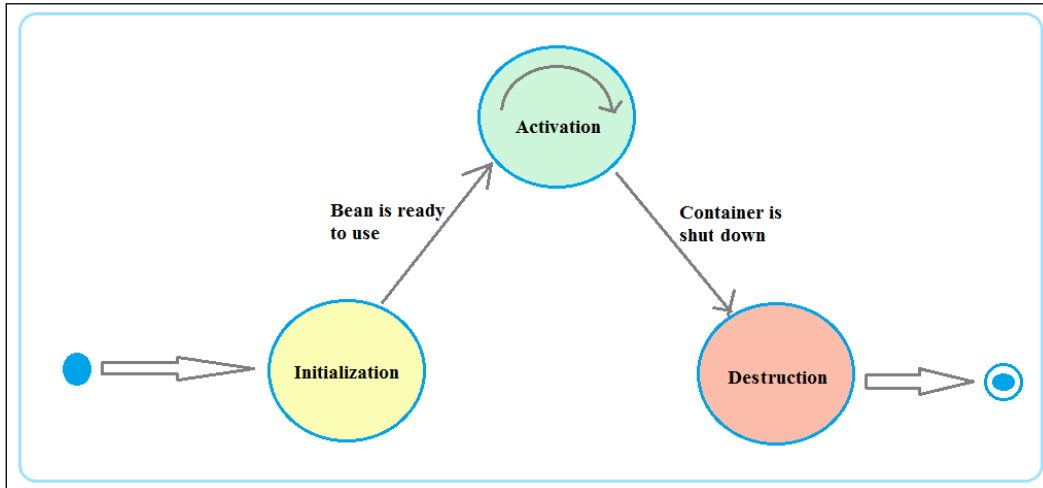 Activation
Bean is ready
to use
Container is
shut down
Initialization
Destruction